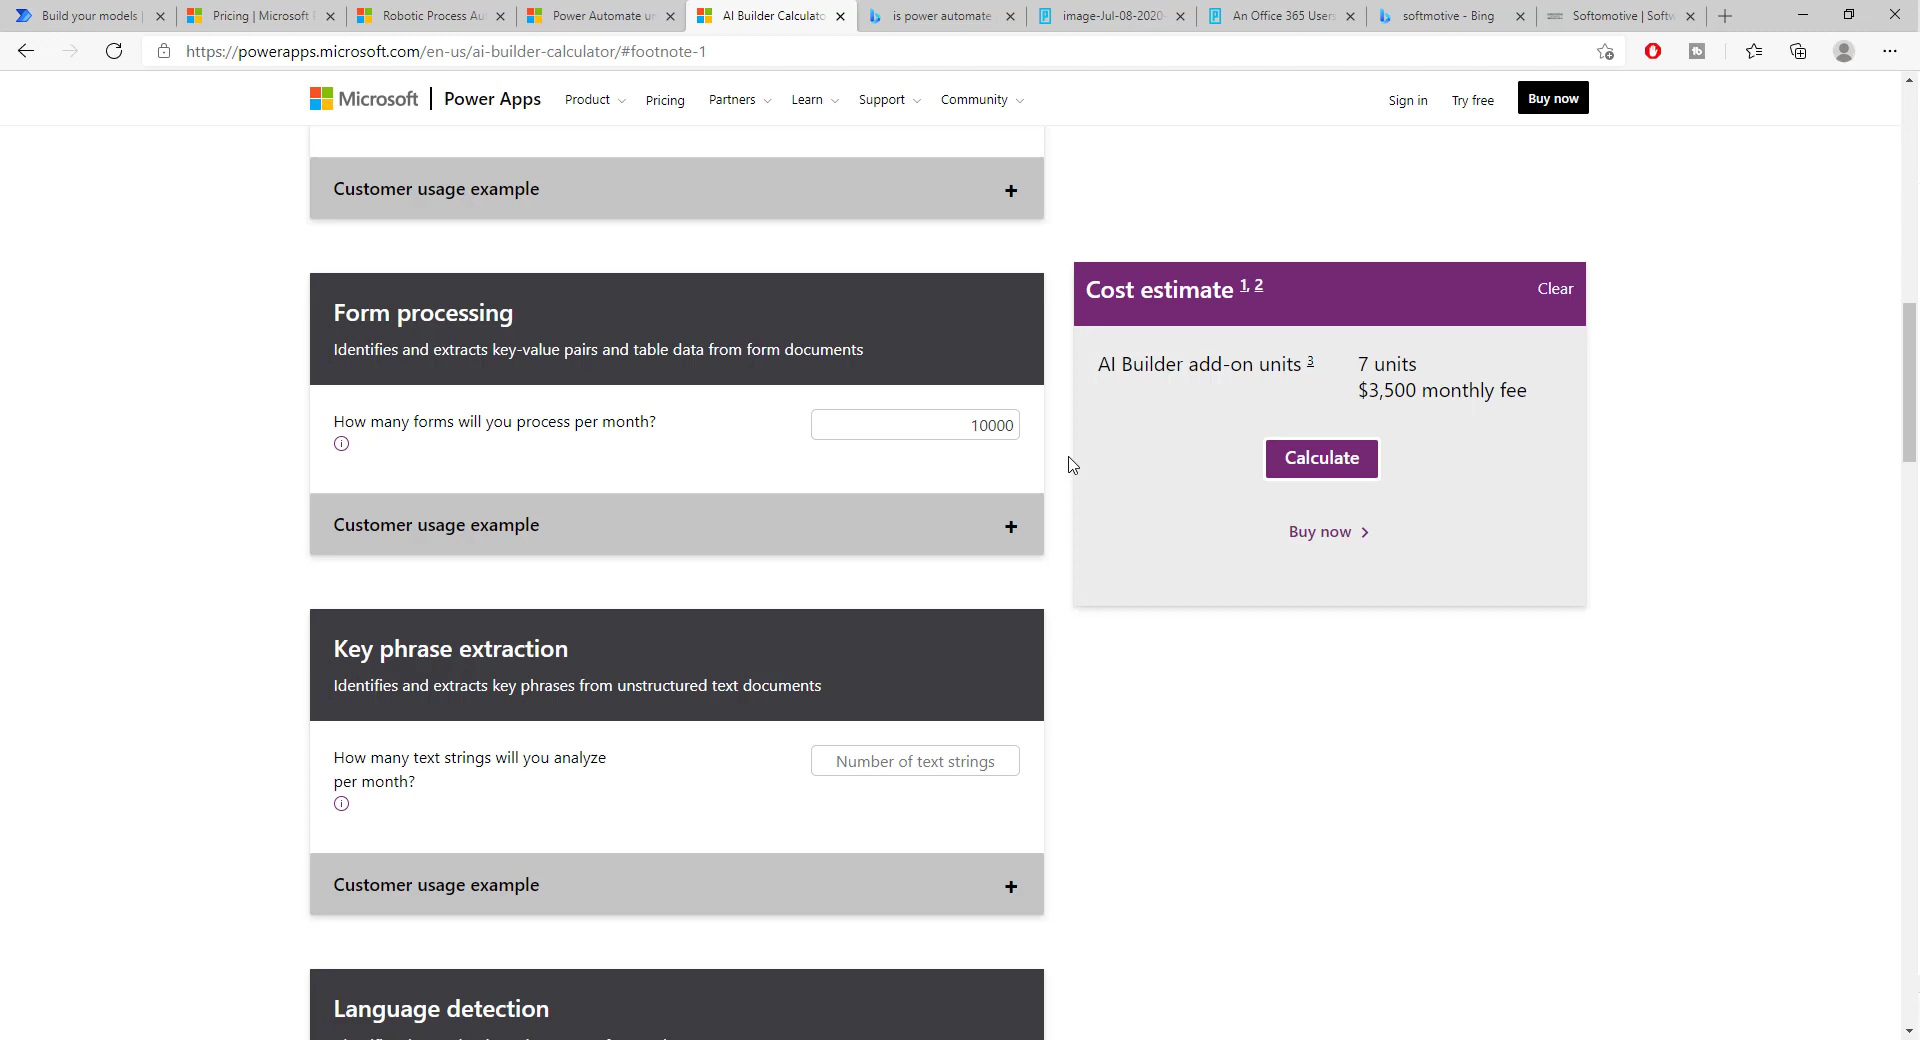 Build your models
Pricing | Microsoft
Robotic Process Au
Power Automate u
AI Builder Calculato
is power automate
image-Jul-08-2020-
An Office 365 Users
softmotive - Bing
Softomotive | Softw
https://powerapps.microsoft.com/en-us/ai-builder-calculator/#footnote-1
Microsoft
Power Apps
Product
Pricing
Partners
Learn
Support
Community
Sign in
Try free
Buy now
Customer usage example +
Form processing
Identifies and extracts key-value pairs and table data from form documents
How many forms will you process per month?
10000
Customer usage example +
Key phrase extraction
Identifies and extracts key phrases from unstructured text documents
How many text strings will you analyze
per month?
Number of text strings
Customer usage example +
Language detection
Cost estimate 1, 2
Clear
AI Builder add-on units 3
7 units
$3,500 monthly fee
Calculate
Buy now >